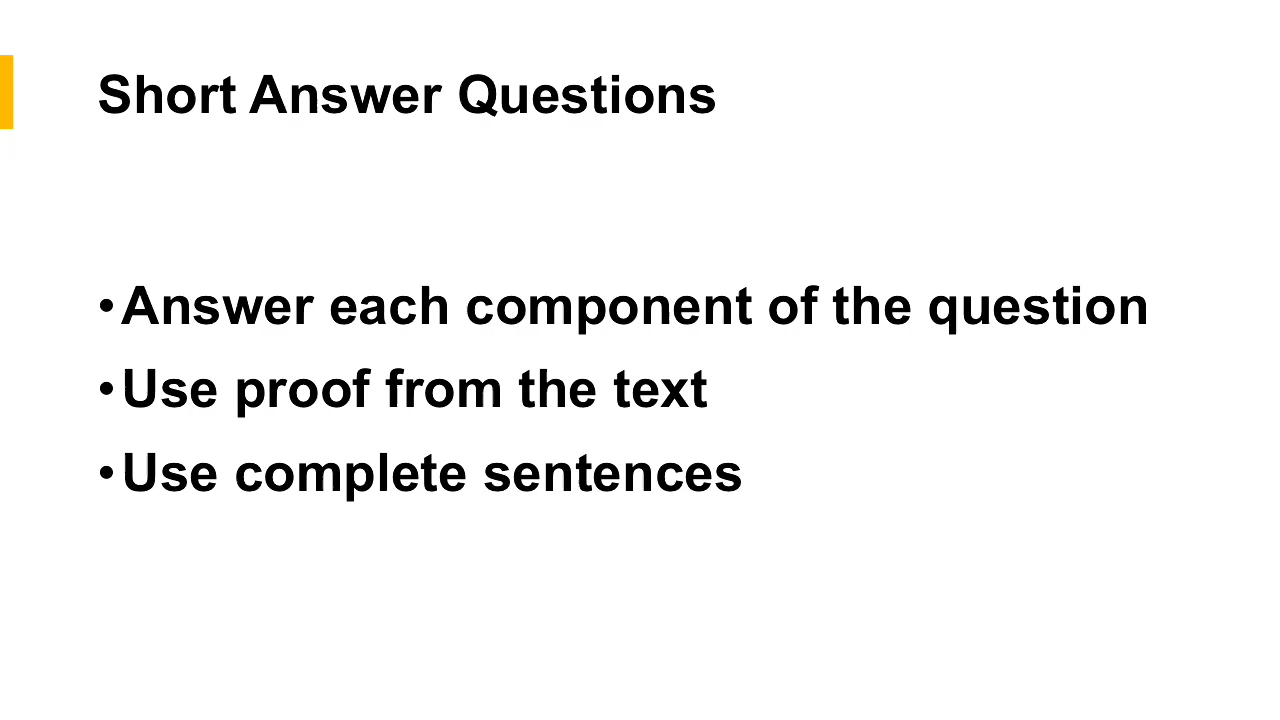 Short Answer Questions
•Answer each component of the question
•Use proof from the text
•Use complete sentences